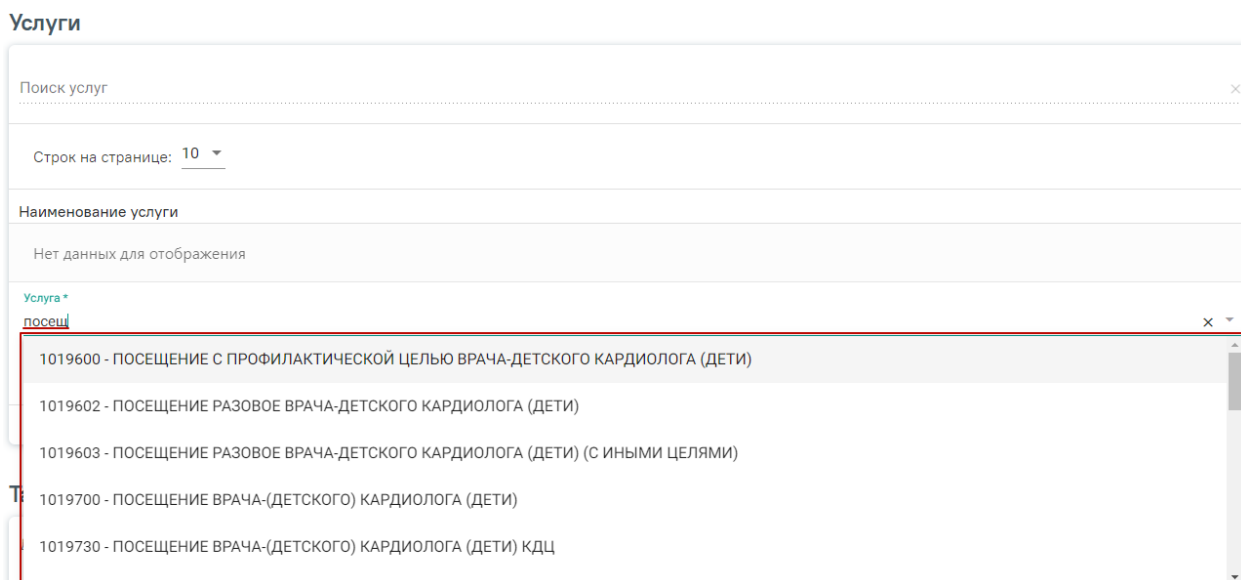 Услуги
Поиск услуг
Строк на странице: 10
Наименование услуги
Нет данных для отображения
Услуга *
посещ
1019600 - ПОСЕЩЕНИЕ С ПРОФИЛАКТИЧЕСКОЙ ЦЕЛЬЮ ВРАЧА-ДЕТСКОГО КАРДИОЛОГА (ДЕТИ)
1019602 - ПОСЕЩЕНИЕ РАЗОВОЕ ВРАЧА-ДЕТСКОГО КАРДИОЛОГА (ДЕТИ)
1019603 - ПОСЕЩЕНИЕ РАЗОВОЕ ВРАЧА-ДЕТСКОГО КАРДИОЛОГА (ДЕТИ) (С ИНЫМИ ЦЕЛЯМИ)
1019700 - ПОСЕЩЕНИЕ ВРАЧА-(ДЕТСКОГО) КАРДИОЛОГА (ДЕТИ)
1019730 - ПОСЕЩЕНИЕ ВРАЧА-(ДЕТСКОГО) КАРДИОЛОГА (ДЕТИ) КДЦ